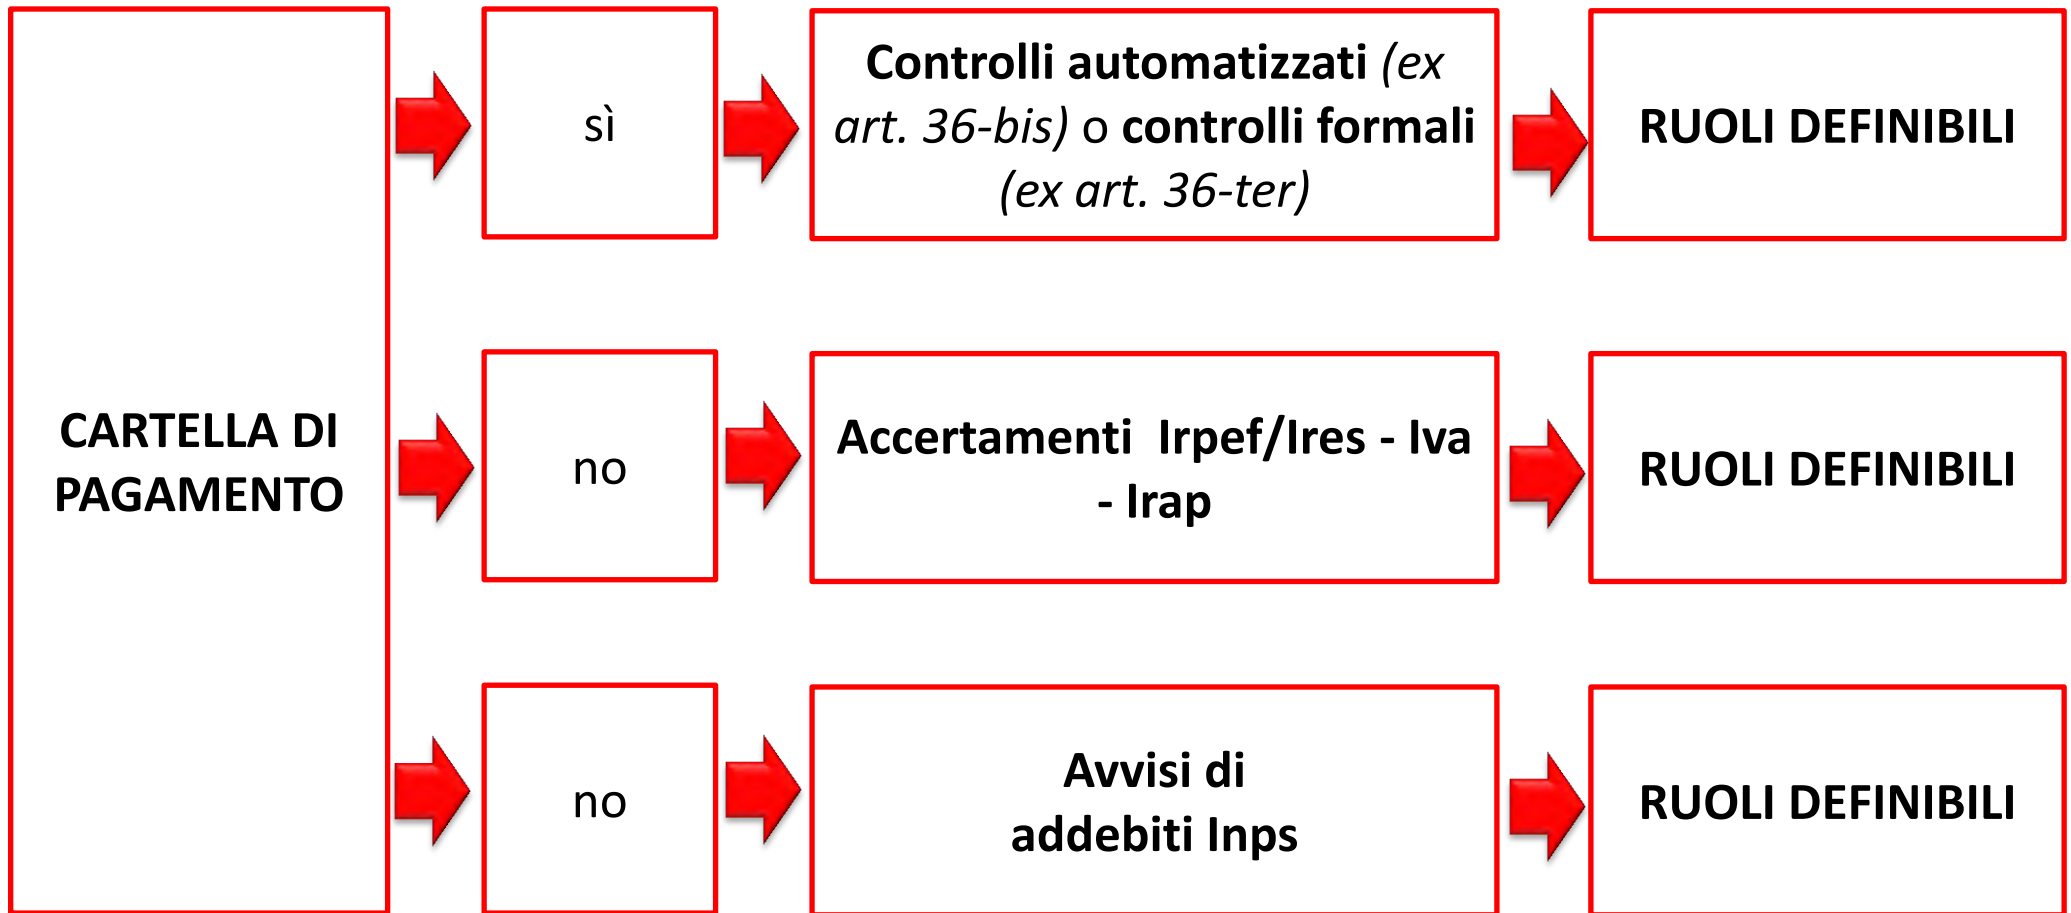 CARTELLA DI
PAGAMENTO
sì
Controlli automatizzati (ex
art. 36-bis) o controlli formali
(ex art. 36-ter)
RUOLI DEFINIBILI
no
Accertamenti  Irpef/Ires - Iva
- Irap
RUOLI DEFINIBILI
no
Avvisi di
addebiti Inps
RUOLI DEFINIBILI